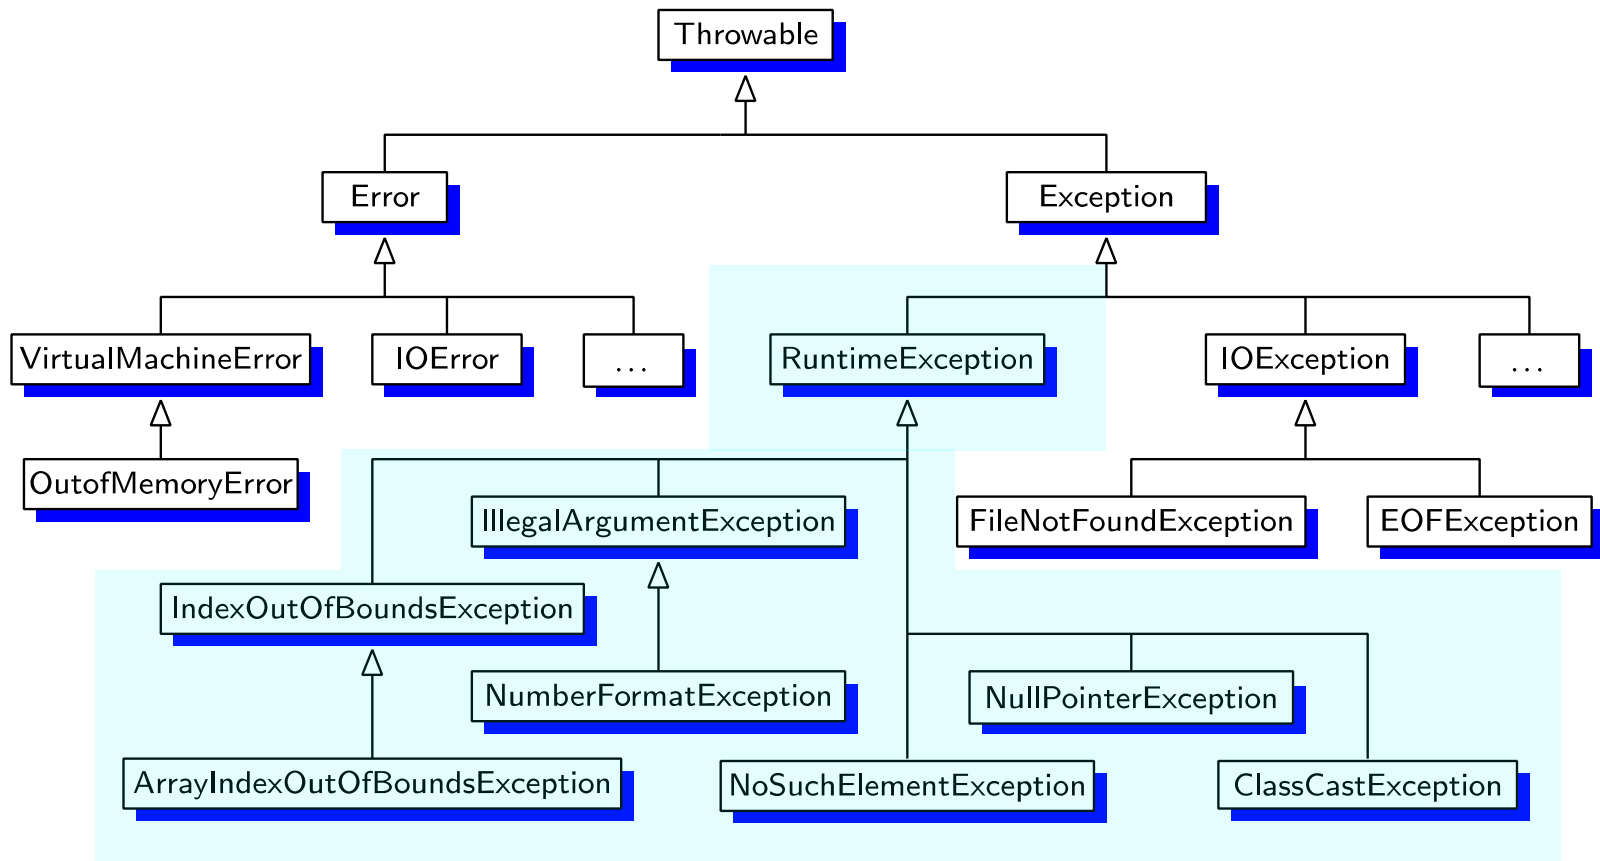 Throwable
Error
Exception
VirtualMachineError
IOError
...
RuntimeException
IOException
...
OutofMemoryError
IllegalArgumentException
FileNotFoundException
EOFException
IndexOutOfBoundsException
NumberFormatException
NullPointerException
ArrayIndexOutOfBoundsException
NoSuchElementException
ClassCastException